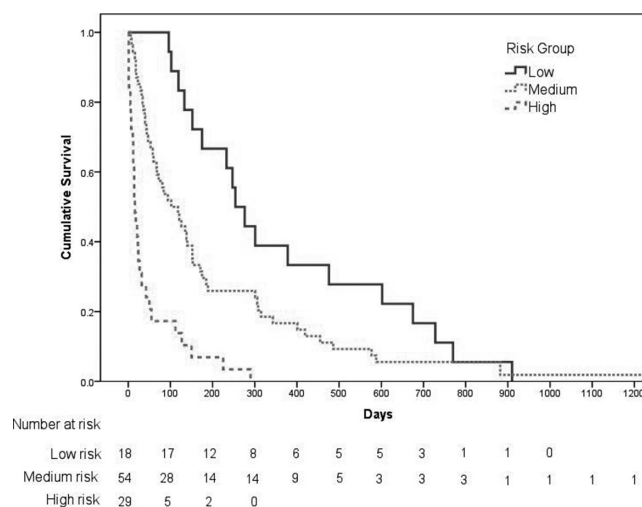 Risk Group
Low
Medium
High
Cumulative Survival
1.0
0.8
0.6
0.4
0.2
0.0
0 100 200 300 400 500 600 700 800 900 1000 1100 1200
Days
Number at risk
Low risk 18 17 12 8 6 5 5 3 1 1 0
Medium risk 54 28 14 14 9 5 3 3 3 1 1 1 1
High risk 29 5 2 0